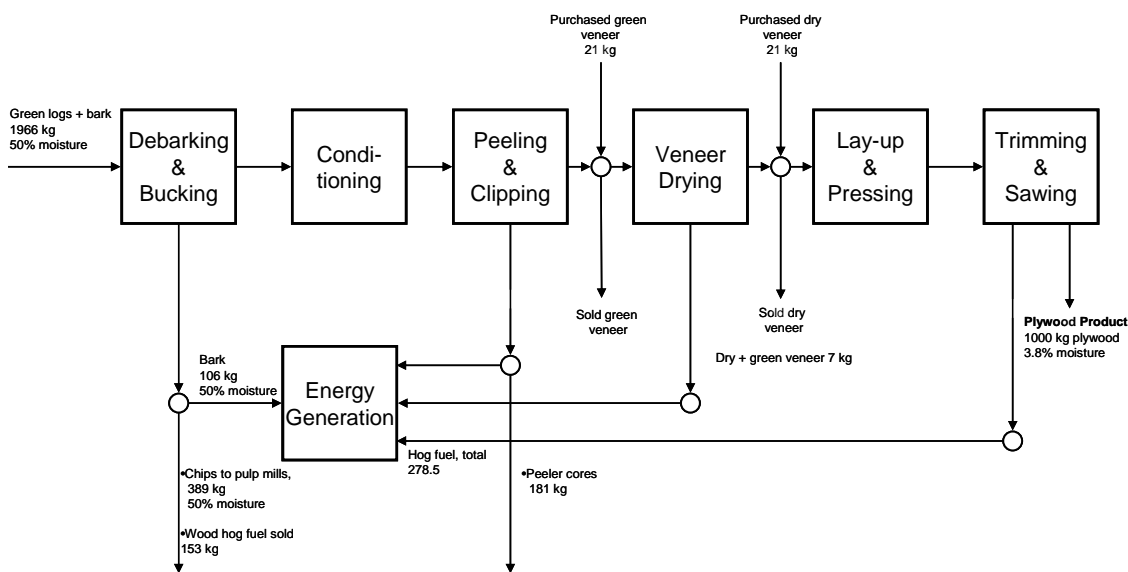 Purchased green
veneer
21 kg
Purchased dry
veneer
21 kg
Green logs + bark
1966 kg
50% moisture
Debarking
&
Bucking
Condi-
tioning
Peeling
&
Clipping
Veneer
Drying
Lay-up
&
Pressing
Trimming
&
Sawing
Sold green
veneer
Sold dry
veneer
Plywood Product
1000 kg plywood
3.8% moisture
Dry + green veneer 7 kg
Bark
106 kg
50% moisture
Energy
Generation
Hog fuel, total
278.5
•Chips to pulp mills,
389 kg
50% moisture
•Peeler cores
181 kg
•Wood hog fuel sold
153 kg